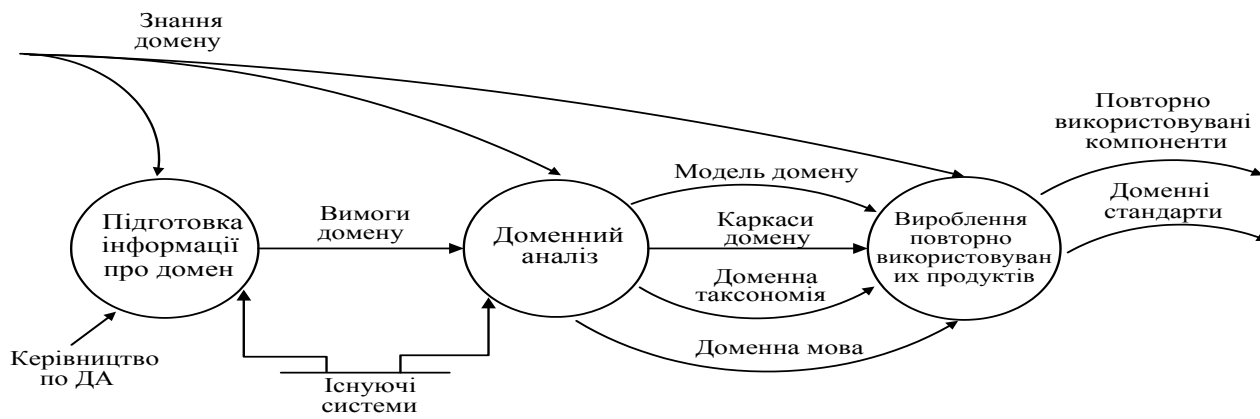 Знання
домену
Підготовка
інформації
про домен
Вимоги
домену
Доменний
аналіз
Модель домену
Каркаси
домену
Доменна
таксономія
Доменна мова
Вироблення
повторно
використовуван
их продуктів
Повторно
використовувані
компоненти
Доменні
стандарти
Керівництво
по ДА
Існуючі
системи